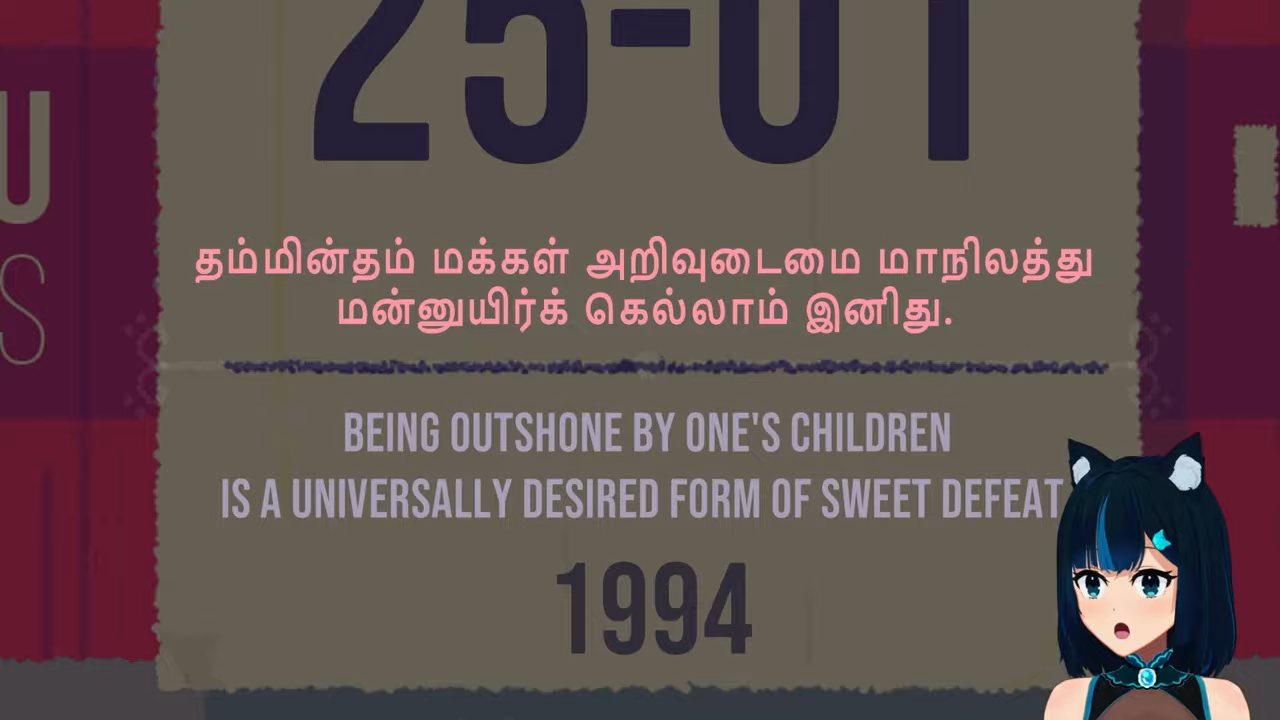 25-01
தம்மின்தம் மக்கள் அறிவுடைமை மாநிலத்து
மன்னுயிர்க் கெல்லாம் இனிது.
BEING OUTSHONE BY ONE'S CHILDREN
IS A UNIVERSALLY DESIRED FORM OF SWEET DEFEAT
1994
U
S